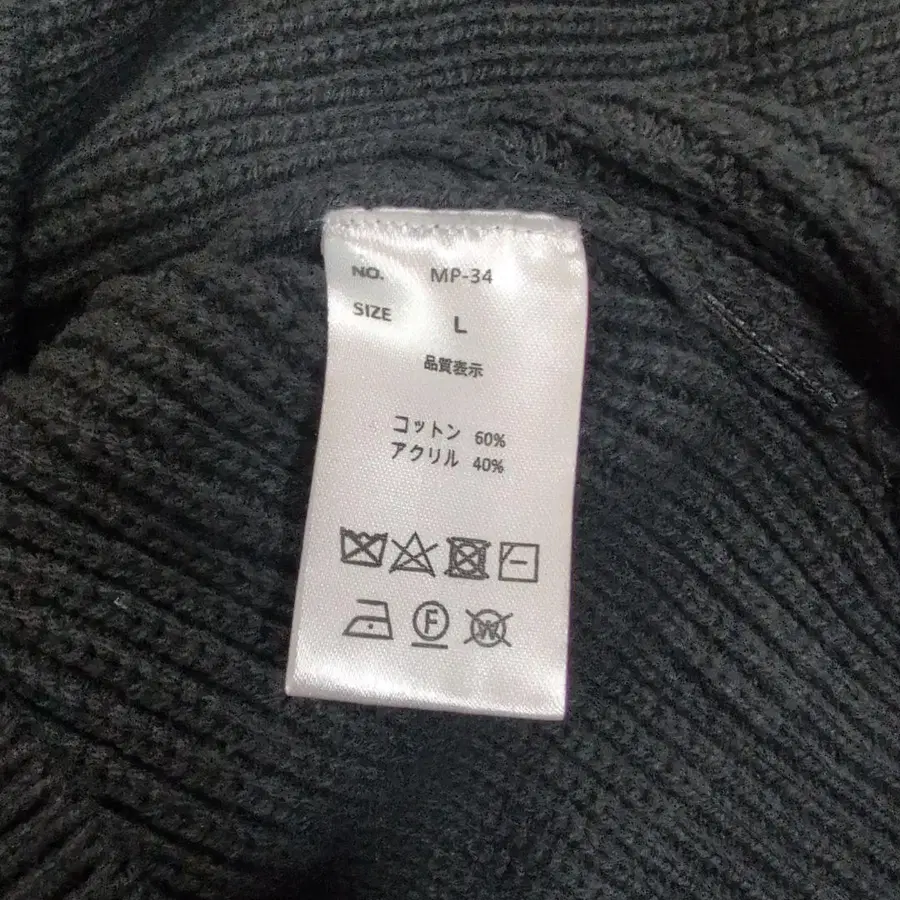 NO. MP-34
SIZE L
品質表示
コットン 60%
アクリル 40%
F W